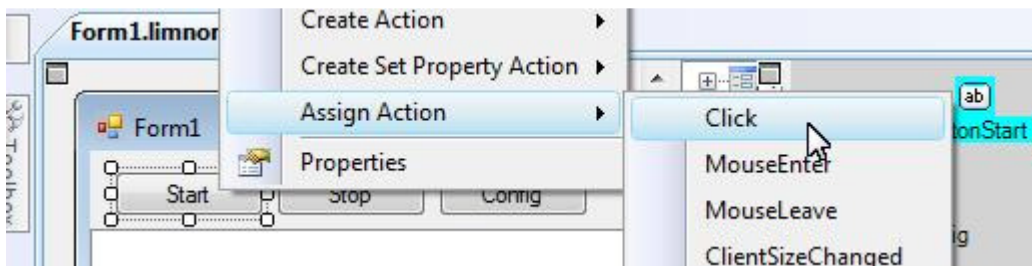 Form1.limnor
Create Action
Create Set Property Action
Assign Action
Properties
Click
MouseEnter
MouseLeave
ClientSizeChanged
Form1
Start
Stop
Config
Toolbox
ab
tonStart
ig